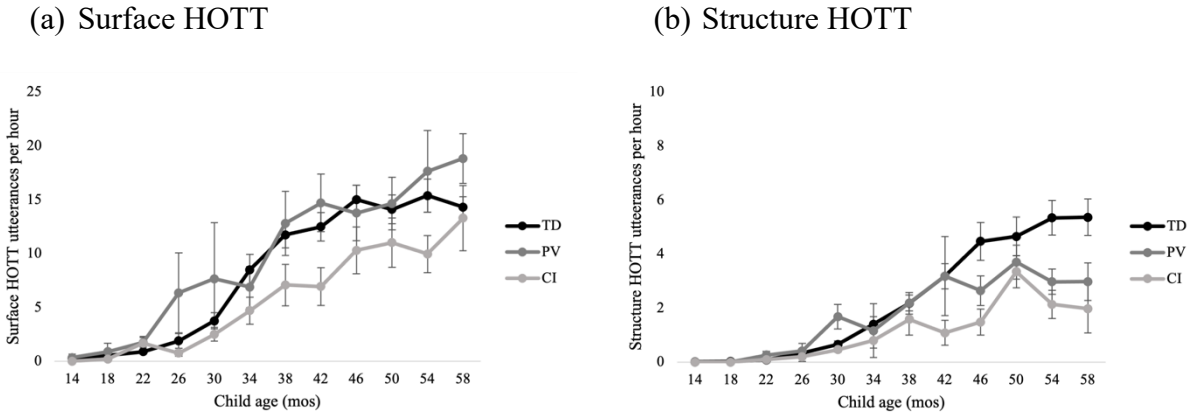 (a) Surface HOTT
25
20
15
10
5
0
Surface HOTT utteerances per hour
14 18 22 26 30 34 38 42 46 50 54 58
Child age (mos)
TD
PV
CI
(b) Structure HOTT
10
8
6
4
2
0
Structure HOTT utteerances per hour
14 18 22 26 30 34 38 42 46 50 54 58
Child age (mos)
TD
PV
CI